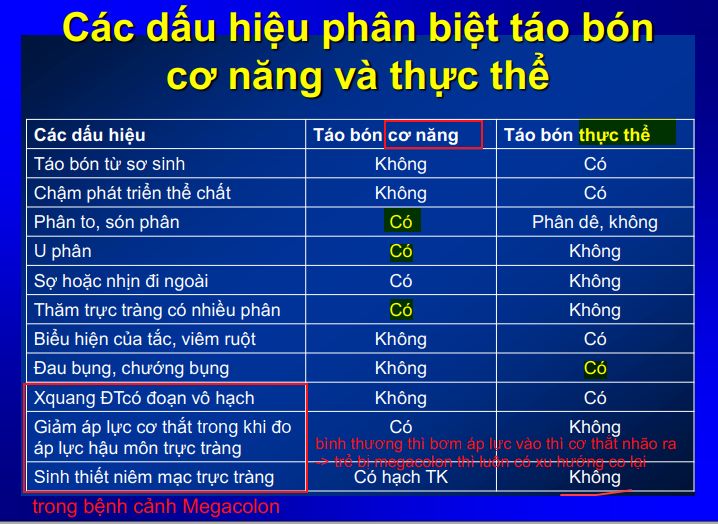 Các dấu hiệu phân biệt táo bón
cơ năng và thực thể
Các dấu hiệu Táo bón cơ năng Táo bón thực thể
Táo bón từ sơ sinh Không Có
Chậm phát triển thể chất Không Có
Phân to, són phân Có Phân dê, không
U phân Có Không
Sợ hoặc nhịn đi ngoài Có Không
Thăm trực tràng có nhiều phân Có Không
Biểu hiện của tắc, viêm ruột Không Có
Đau bụng, chướng bụng Không Có
Xquang ĐTcó đoạn vô hạch Không Có
Giảm áp lực cơ thắt trong khi đo Có Không
áp lực hậu môn trực tràng
bình thương thì bơm áp lực vào thì cơ thắt nhão ra
-> trẻ bị megacolon thì luôn có xu hướng co lại
Sinh thiết niêm mạc trực tràng Có hạch TK Không
trong bệnh cảnh Megacolon